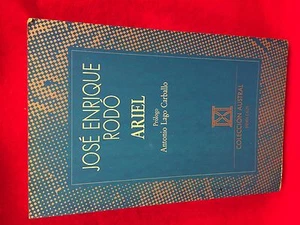 JOSÉ ENRIQUE
RODÓ
ARIEL
Prólogo
Antonio Lago Carballo
COLECCIÓN AUSTRAL